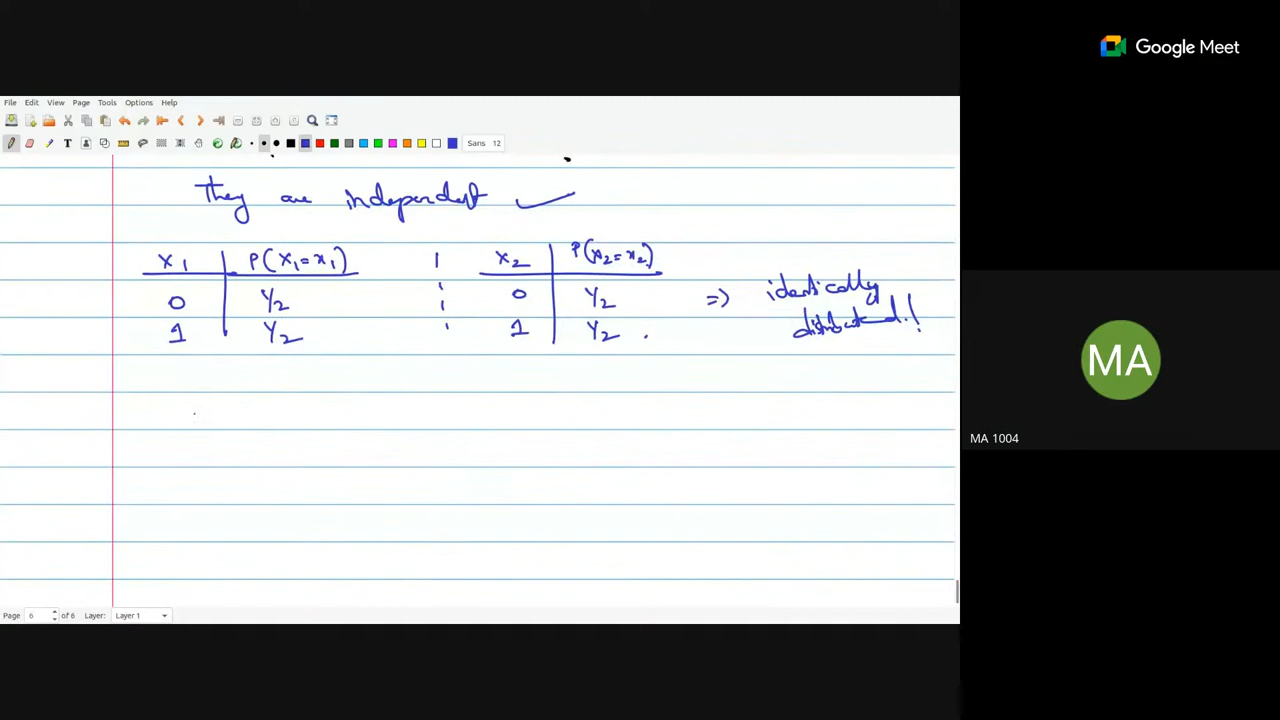 Google Meet
File Edit View Page Tools Options Help
T Sans 12
They are independent ✓
X1 P(X1=x1) X2 P(X2=x2)
0 1/2 0 1/2 => identically
1 1/2 1 1/2 . distributed!
MA
MA 1004
Page 6 of 6 Layer: Layer 1